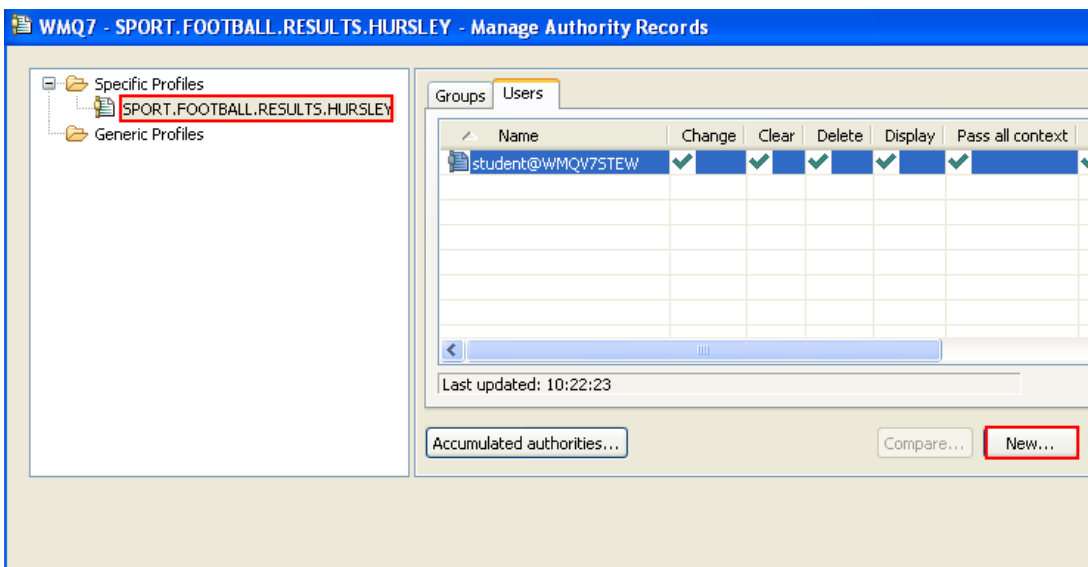 WMQ7 - SPORT.FOOTBALL.RESULTS.HURSLEY - Manage Authority Records
Specific Profiles
SPORT.FOOTBALL.RESULTS.HURSLEY
Generic Profiles
Groups Users
Name Change Clear Delete Display Pass all context
student@WMQV7STEW
Last updated: 10:22:23
Accumulated authorities... Compare... New...